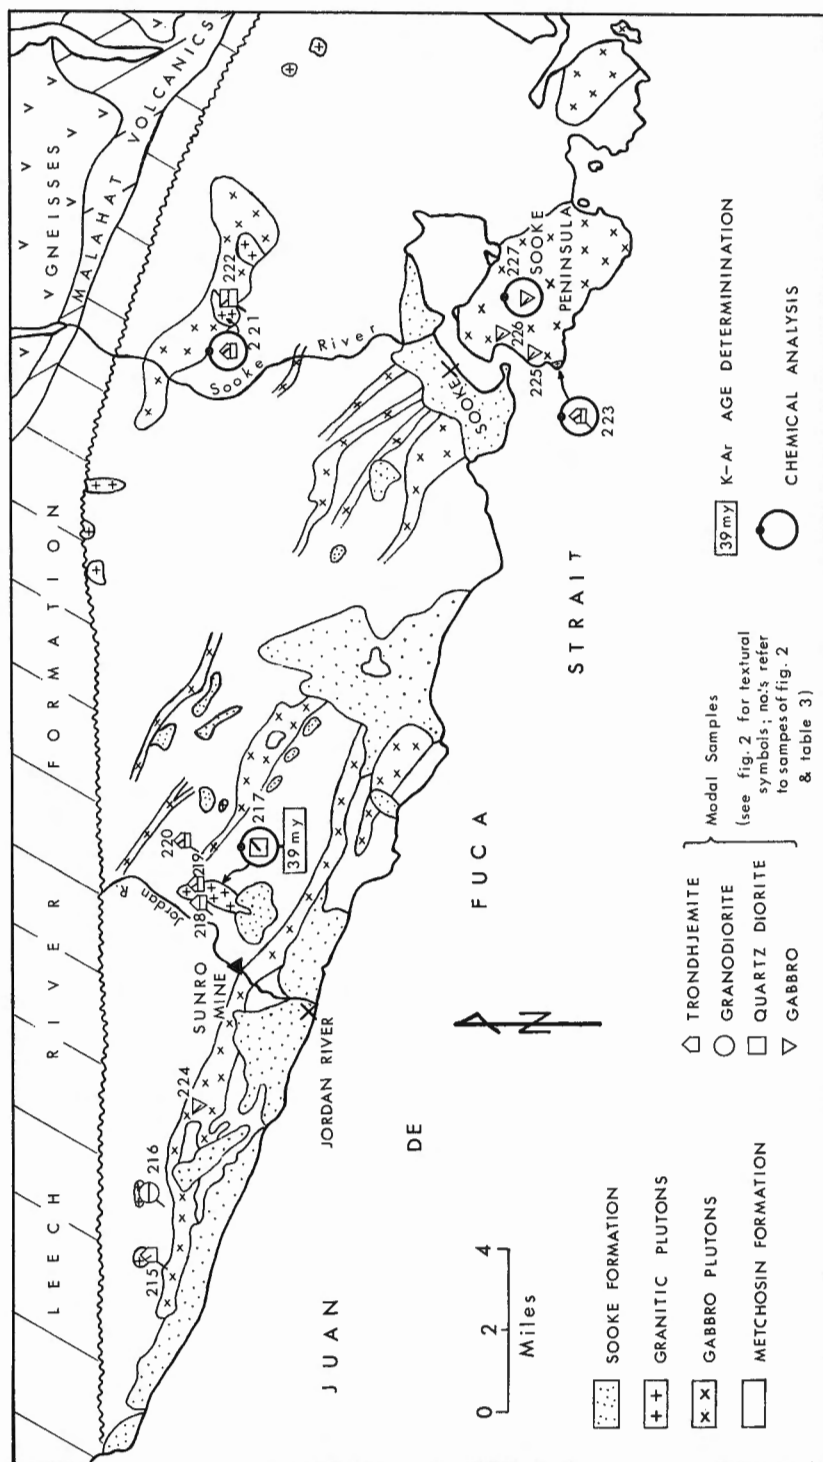 GNEISSES
MALAHAT VOLCANICS
LEECH RIVER FORMATION
222
221
Sooke River
227
SOOKE
PENINSULA
226
225
SOOKE
223
220
219
218
217
39 my
Jordan R
SUNRO
MINE
224
216
215
JORDAN RIVER
JUAN DE FUCA STRAIT
N
0 2 4
Miles
SOOKE FORMATION
GRANITIC PLUTONS
GABBRO PLUTONS
METCHOSIN FORMATION
TRONDHJEMITE
GRANODIORITE
QUARTZ DIORITE
GABBRO
Modal Samples
(see fig. 2 for textural
symbols; no's refer
to sampes of fig. 2
& table 3)
39 my K-Ar AGE DETERMININATION
CHEMICAL ANALYSIS